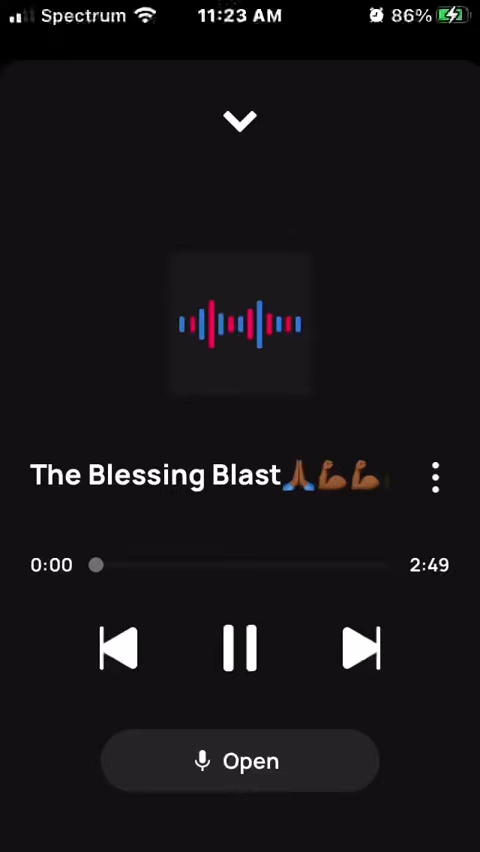 Spectrum 11:23 AM 86%
The Blessing Blast🙏🏾💪🏾💪🏾
0:00 2:49
Open